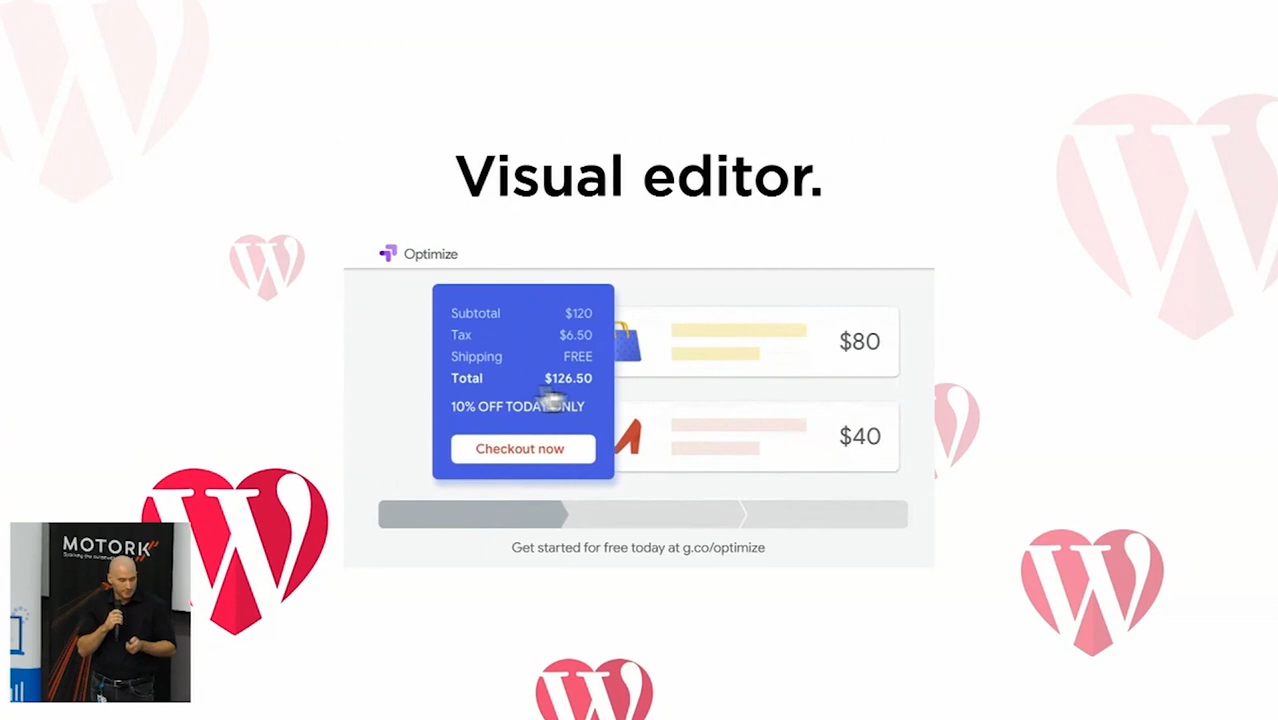 Visual editor.
Optimize
Subtotal $120
Tax $6.50
Shipping FREE
Total $126.50
10% OFF TODAY ONLY
Checkout now
$80
$40
Get started for free today at g.co/optimize
MOTORK